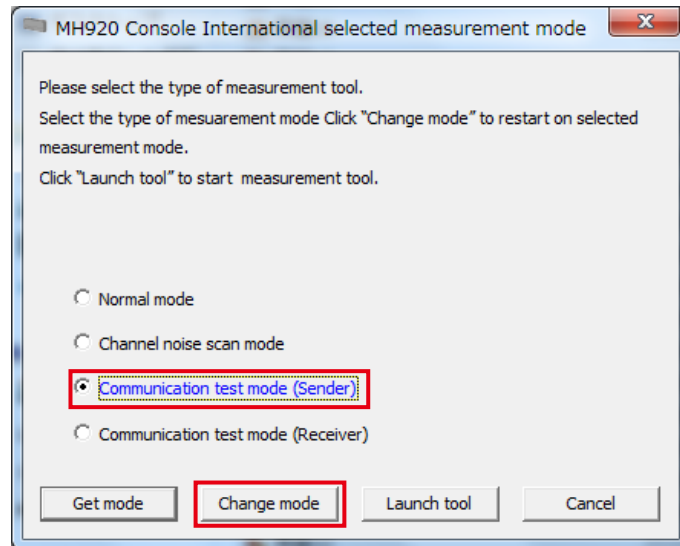 MH920 Console International selected measurement mode
Please select the type of measurement tool.
Select the type of mesuarement mode Click "Change mode" to restart on selected
measurement mode.
Click "Launch tool" to start measurement tool.
Normal mode
Channel noise scan mode
Communication test mode (Sender)
Communication test mode (Receiver)
Get mode Change mode Launch tool Cancel